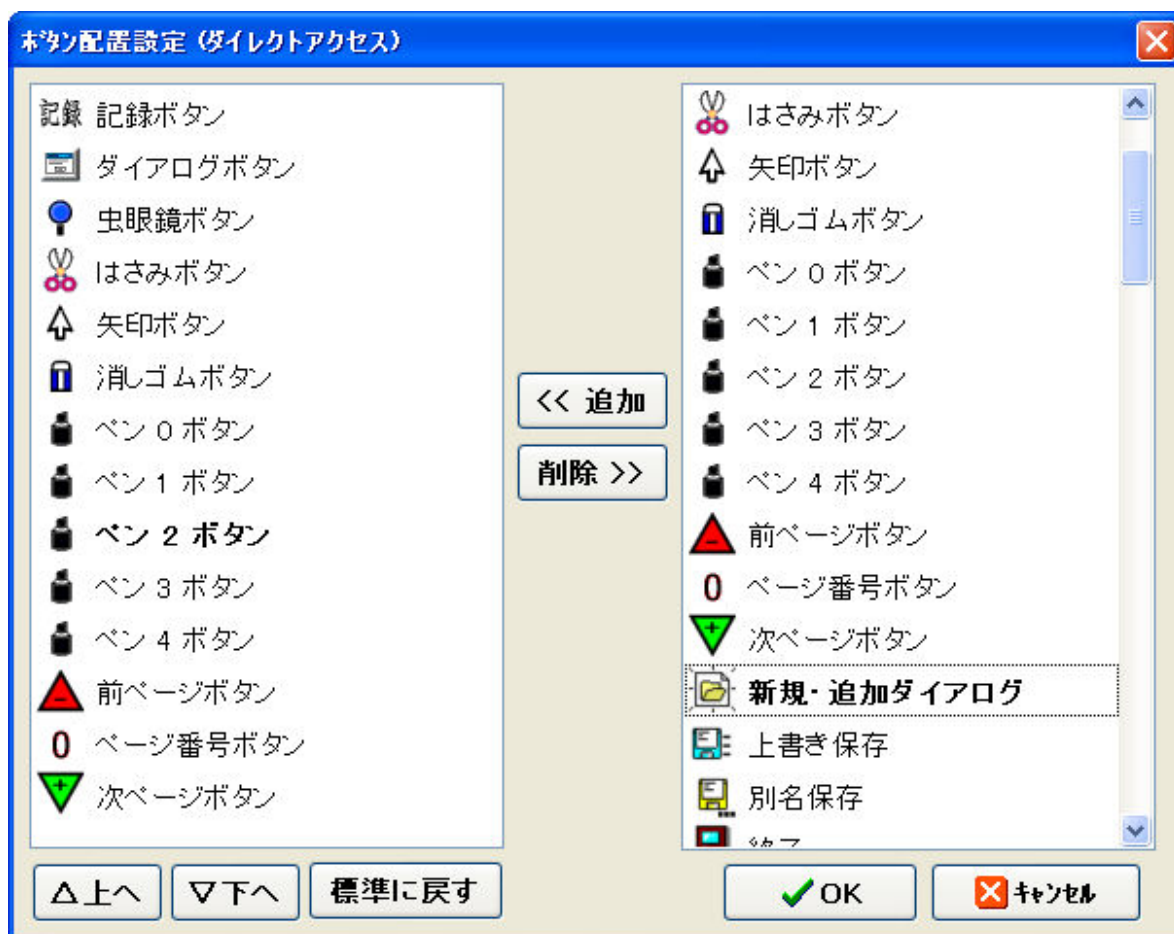 ボタン配置設定 (ダイレクトアクセス)
記録 記録ボタン
ダイアログボタン
虫眼鏡ボタン
はさみボタン
矢印ボタン
消しゴムボタン
ペン 0 ボタン
ペン 1 ボタン
ペン 2 ボタン
ペン 3 ボタン
ペン 4 ボタン
前ページボタン
0 ページ番号ボタン
次ページボタン
△上へ
▽下へ
標準に戻す
<< 追加
削除 >>
はさみボタン
矢印ボタン
消しゴムボタン
ペン 0 ボタン
ペン 1 ボタン
ペン 2 ボタン
ペン 3 ボタン
ペン 4 ボタン
前ページボタン
0 ページ番号ボタン
次ページボタン
新規・追加ダイアログ
上書き保存
別名保存
OK
キャンセル